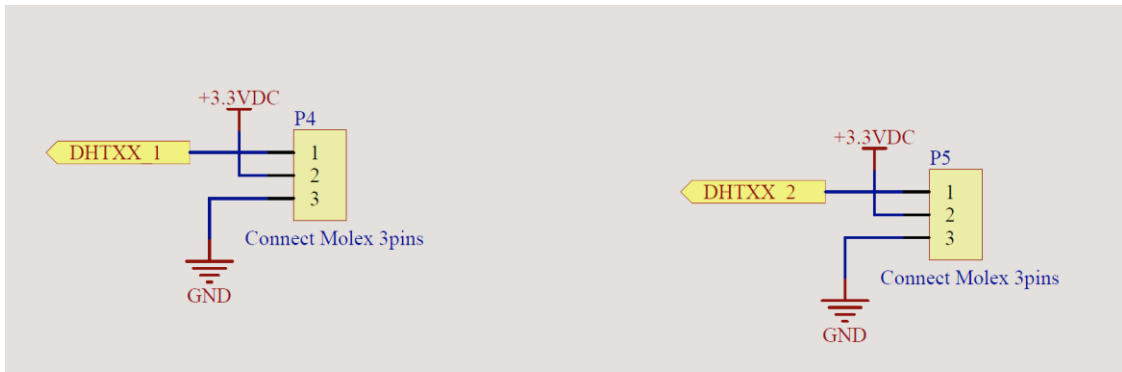 +3.3VDC
P4
DHTXX_1
1
2
3
Connect Molex 3pins
GND
+3.3VDC
P5
DHTXX_2
1
2
3
Connect Molex 3pins
GND